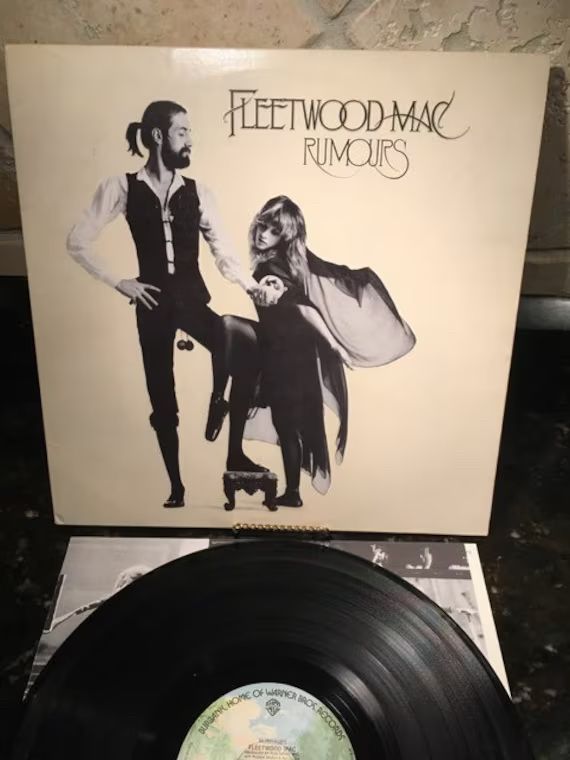 FLEETWOOD MAC
RUMOURS
BURBANK, HOME OF WARNER BROS. RECORDS
FLEETWOOD MAC